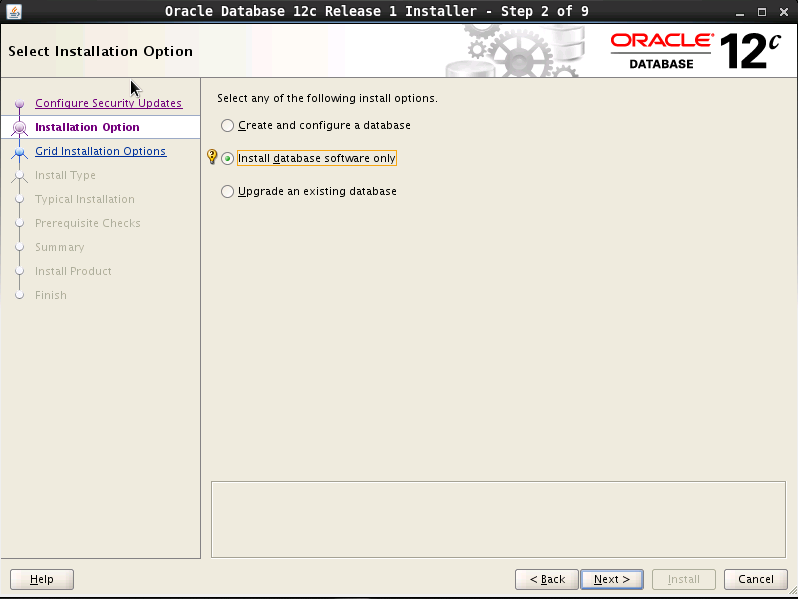 Oracle Database 12c Release 1 Installer - Step 2 of 9
Select Installation Option
ORACLE®
DATABASE
12c
Configure Security Updates
Installation Option
Grid Installation Options
Install Type
Typical Installation
Prerequisite Checks
Summary
Install Product
Finish
Select any of the following install options.
Create and configure a database
Install database software only
Upgrade an existing database
Help
< Back
Next >
Install
Cancel